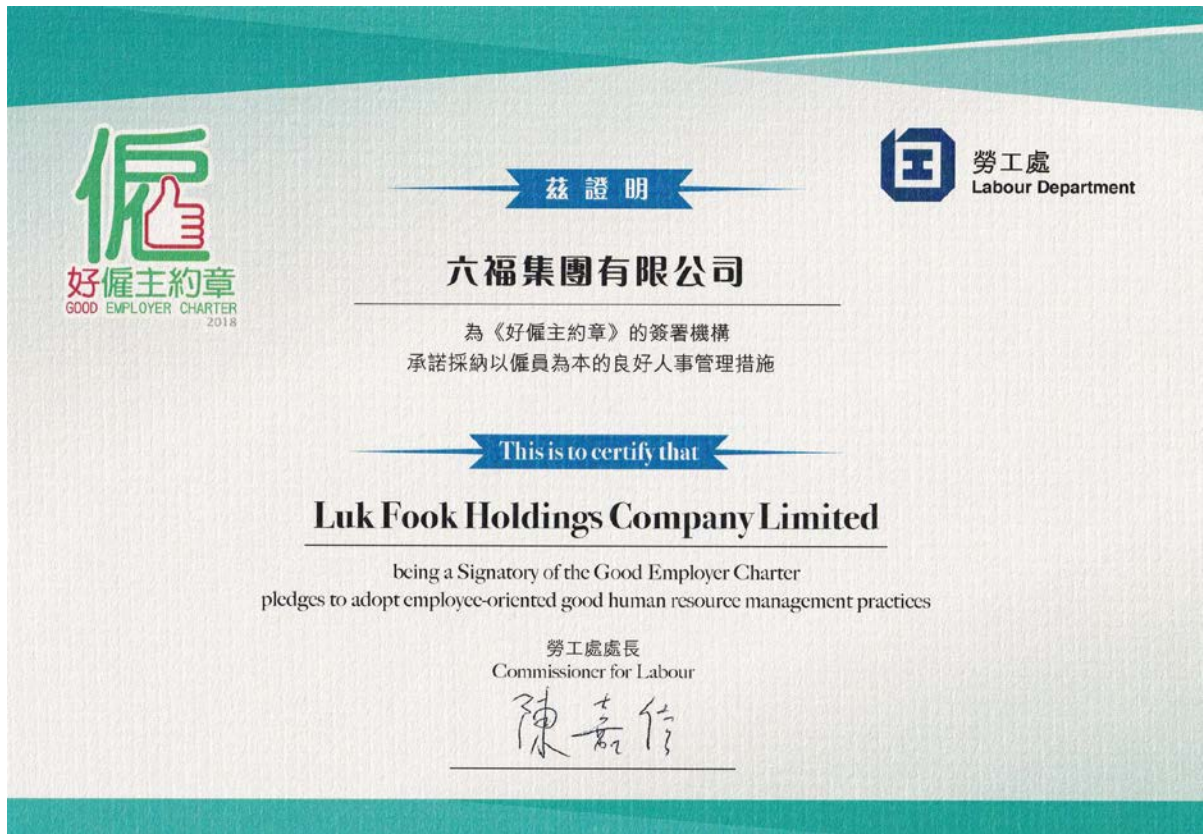 僱
好僱主約章
GOOD EMPLOYER CHARTER
2018
勞工處
Labour Department
茲證明
六福集團有限公司
為《好僱主約章》的簽署機構
承諾採納以僱員為本的良好人事管理措施
This is to certify that
Luk Fook Holdings Company Limited
being a Signatory of the Good Employer Charter
pledges to adopt employee-oriented good human resource management practices
勞工處處長
Commissioner for Labour
陳嘉信